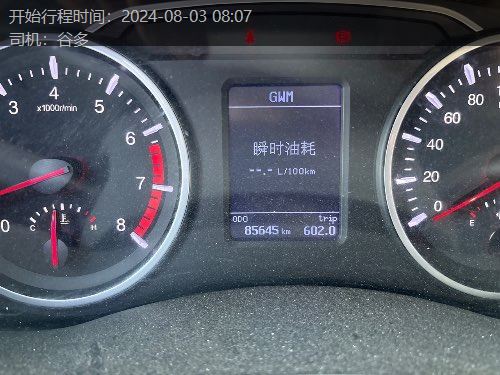 开始行程时间：2024-08-03 08:07
司机：谷多
GWM
瞬时油耗
--.- L/100km
ODO trip
85645 km 602.0
3 4 5 6 7 8
x1000r/min
0
C H
0 20 40 60 80 100
E